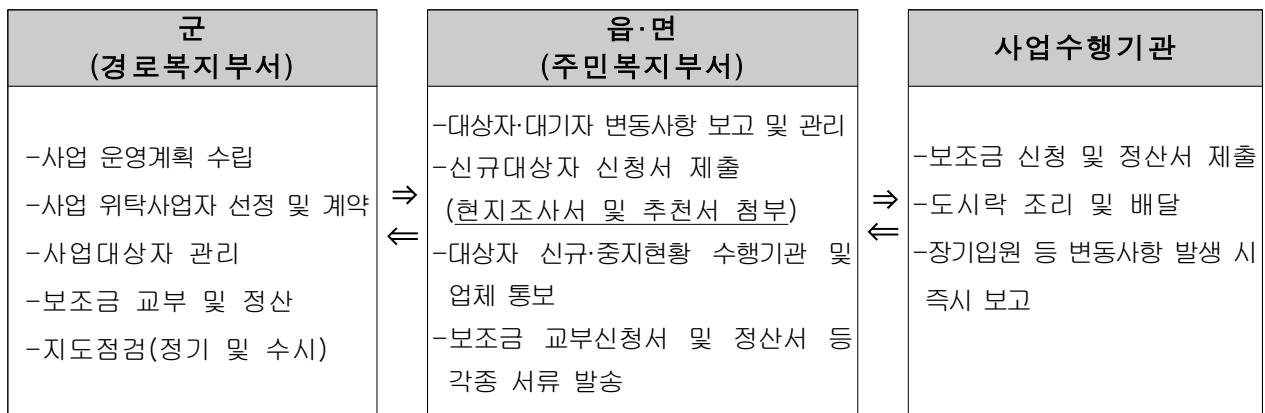 군
(경로복지부서)
-사업 운영계획 수립
-사업 위탁사업자 선정 및 계약
-사업대상자 관리
-보조금 교부 및 정산
-지도점검(정기 및 수시)
⇒
⇐
읍·면
(주민복지부서)
-대상자·대기자 변동사항 보고 및 관리
-신규대상자 신청서 제출
(현지조사서 및 추천서 첨부)
-대상자 신규·중지현황 수행기관 및
업체 통보
-보조금 교부신청서 및 정산서 등
각종 서류 발송
⇒
⇐
사업수행기관
-보조금 신청 및 정산서 제출
-도시락 조리 및 배달
-장기입원 등 변동사항 발생 시
즉시 보고